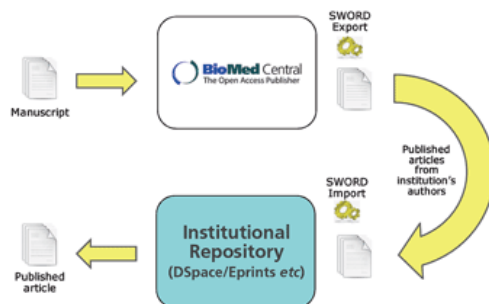 SWORD
Export
BioMed Central
The Open Access Publisher
Manuscript
Published
articles from
institution's
authors
SWORD
Import
Institutional
Repository
(DSpace/Eprints etc)
Published
article